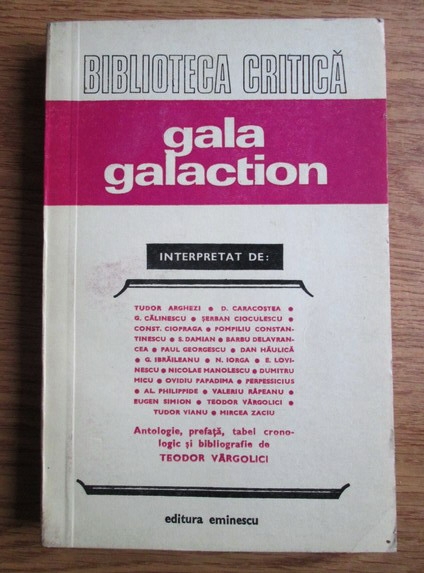 BIBLIOTECA CRITICĂ
gala
galaction
INTERPRETAT DE:
TUDOR ARGHEZI • D. CARACOSTEA •
G. CĂLINESCU • ȘERBAN CIOCULESCU •
CONST. CIOPRAGA • POMPILIU CONSTAN-
TINESCU • S. DAMIAN • BARBU DELAVRAN-
CEA • PAUL GEORGESCU • DAN HĂULICĂ
• G. IBRĂILEANU • N. IORGA • E. LOVI-
NESCU • NICOLAE MANOLESCU • DUMITRU
MICU • OVIDIU PAPADIMA • PERPESSICIUS
• AL. PHILIPPIDE • VALERIU RÂPEANU •
EUGEN SIMION • TEODOR VÂRGOLICI •
TUDOR VIANU • MIRCEA ZACIU
Antologie, prefață, tabel crono-
logic și bibliografie de
TEODOR VÂRGOLICI
editura eminescu